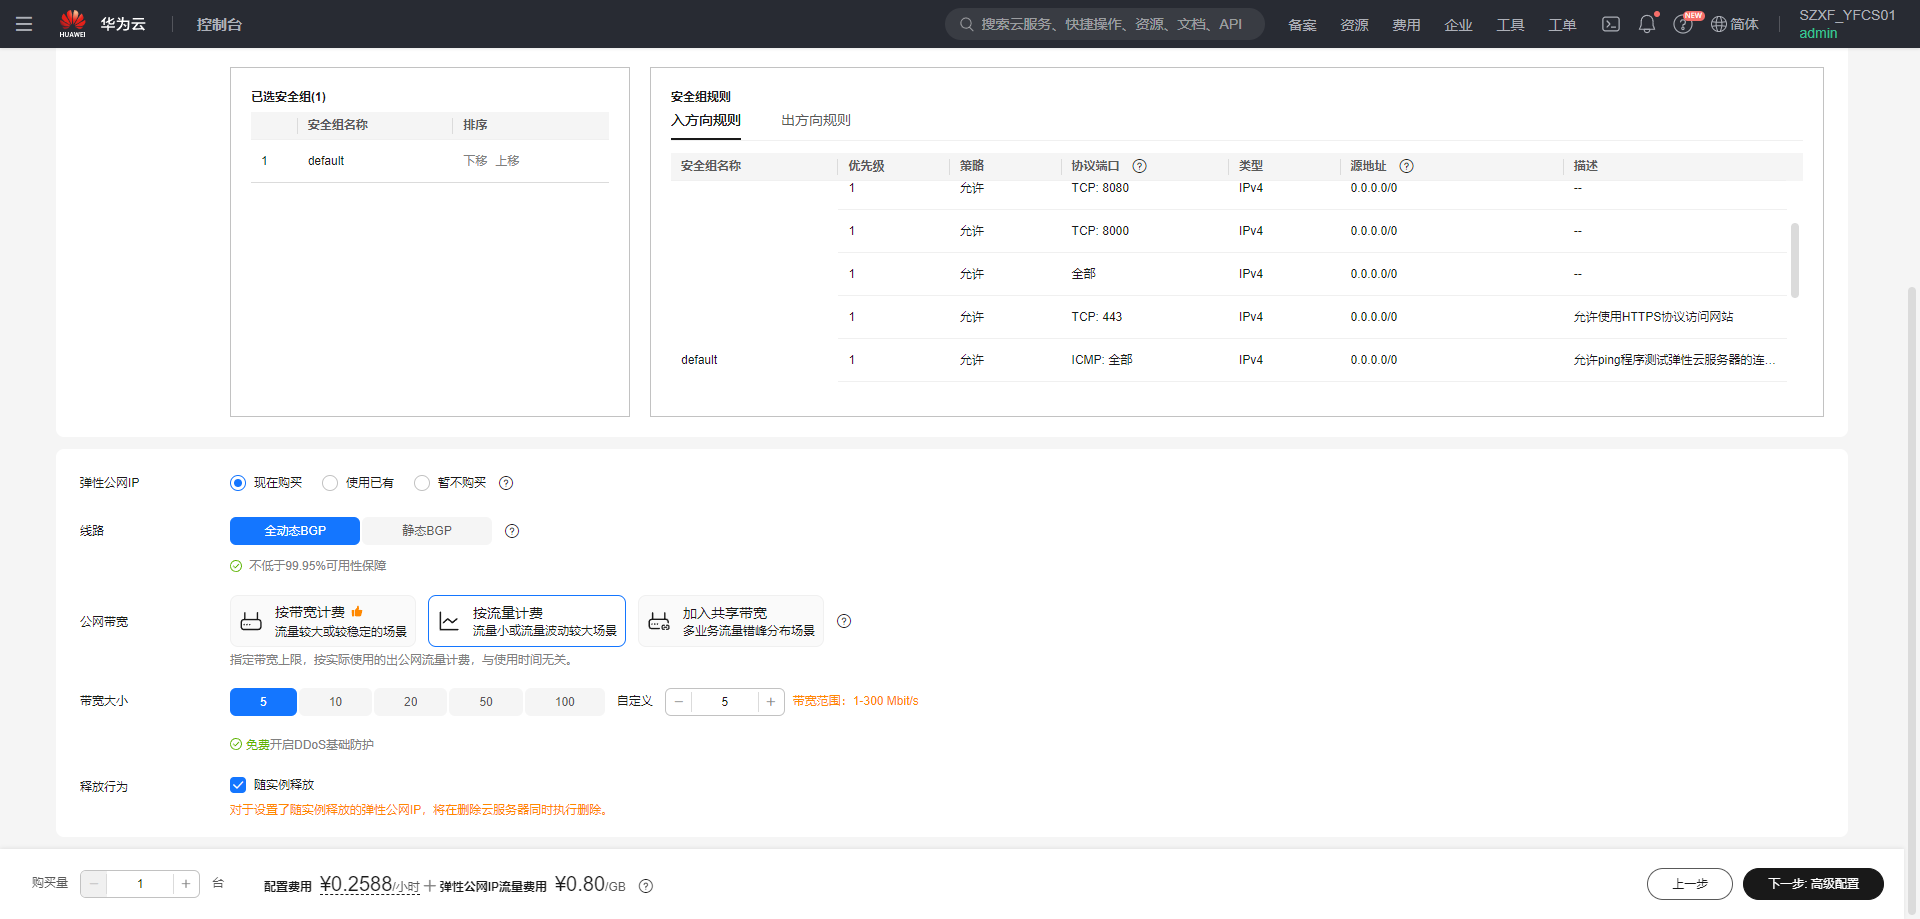 HUAWEI 华为云 控制台 搜索云服务、快捷操作、资源、文档、API 备案 资源 费用 企业 工具 工单 NEW 简体 SZXF_YFCS01
admin
已选安全组(1)
安全组名称 排序
1 default 下移 上移
安全组规则
入方向规则 出方向规则
安全组名称 优先级 策略 协议端口 类型 源地址 描述
1 允许 TCP: 8080 IPv4 0.0.0.0/0 --
1 允许 TCP: 8000 IPv4 0.0.0.0/0 --
1 允许 全部 IPv4 0.0.0.0/0 --
1 允许 TCP: 443 IPv4 0.0.0.0/0 允许使用HTTPS协议访问网站
default 1 允许 ICMP: 全部 IPv4 0.0.0.0/0 允许ping程序测试弹性云服务器的连...
弹性公网IP 现在购买 使用已有 暂不购买
线路 全动态BGP 静态BGP
不低于99.95%可用性保障
公网带宽
按带宽计费
流量较大或较稳定的场景
按流量计费
流量小或流量波动较大场景
加入共享带宽
多业务流量错峰分布场景
指定带宽上限，按实际使用的出公网流量计费，与使用时间无关。
带宽大小 5 10 20 50 100 自定义 − 5 + 带宽范围：1-300 Mbit/s
免费开启DDoS基础防护
释放行为 随实例释放
对于设置了随实例释放的弹性公网IP，将在删除云服务器同时执行删除。
购买量 − 1 + 台 配置费用 ¥0.2588/小时 + 弹性公网IP流量费用 ¥0.80/GB 上一步 下一步: 高级配置